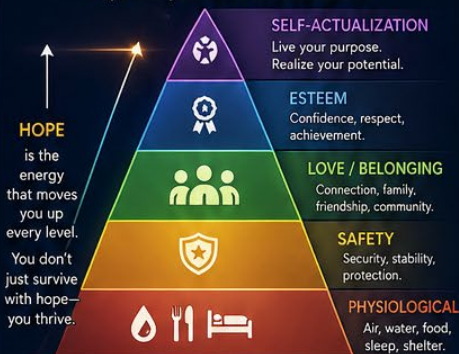 SELF-ACTUALIZATION
Live your purpose.
Realize your potential.
ESTEEM
Confidence, respect,
achievement.
LOVE / BELONGING
Connection, family,
friendship, community.
SAFETY
Security, stability,
protection.
PHYSIOLOGICAL
Air, water, food,
sleep, shelter.
HOPE
is the
energy
that moves
you up
every level.
You don't
just survive
with hope—
you thrive.